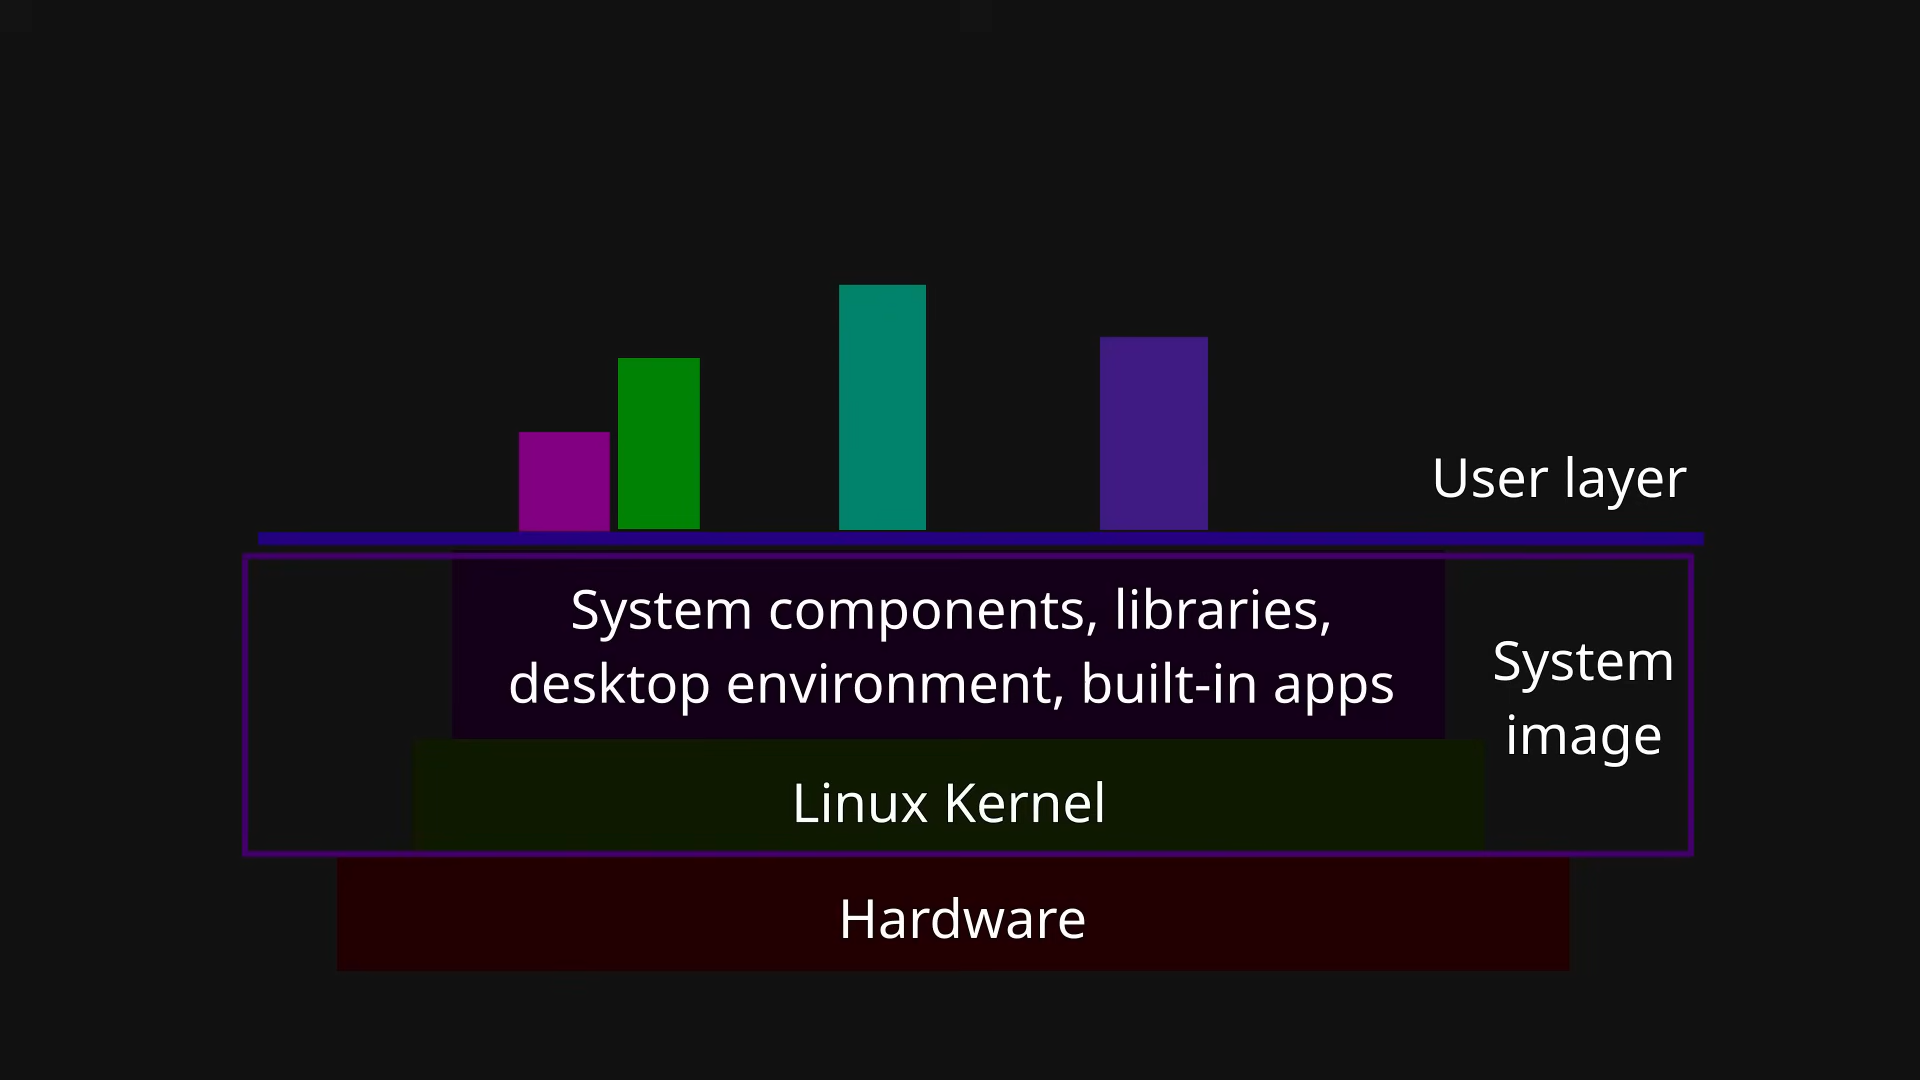 User layer
System components, libraries,
desktop environment, built-in apps
System
image
Linux Kernel
Hardware